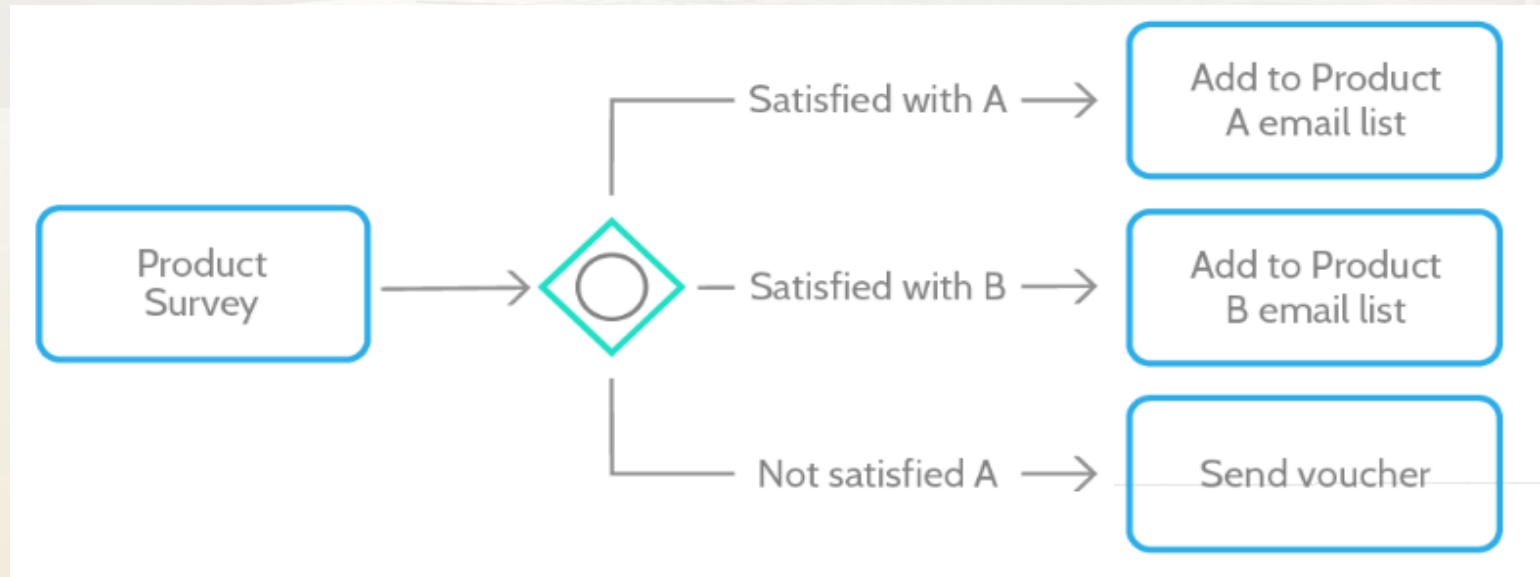 Product
Survey
Satisfied with A
Add to Product
A email list
Satisfied with B
Add to Product
B email list
Not satisfied A
Send voucher